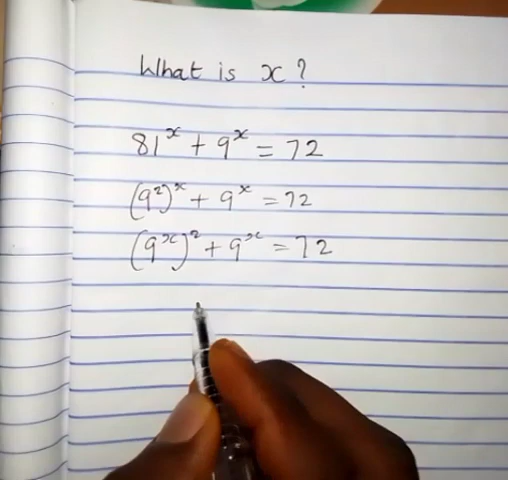 What is x?
81^x + 9^x = 72
(9^2)^x + 9^x = 72
(9^x)^2 + 9^x = 72